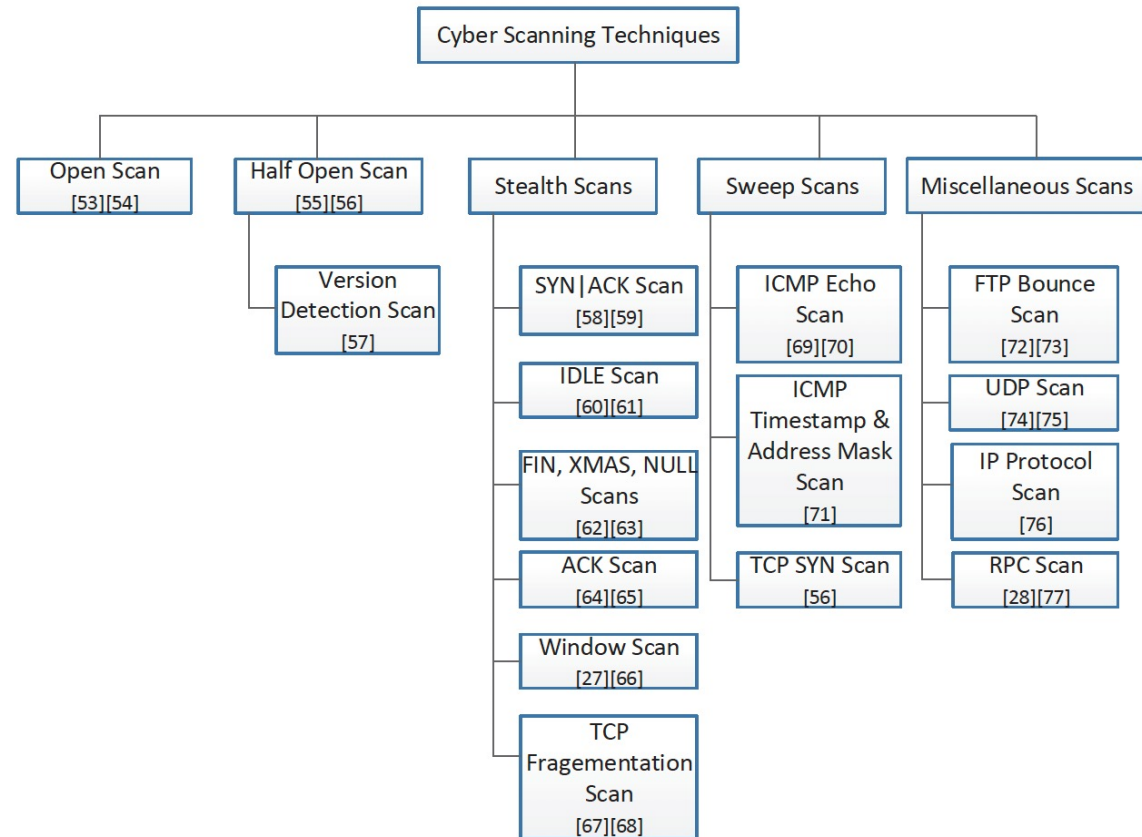 Cyber Scanning Techniques
Open Scan
[53][54]
Half Open Scan
[55][56]
Version
Detection Scan
[57]
Stealth Scans
SYN|ACK Scan
[58][59]
IDLE Scan
[60][61]
FIN, XMAS, NULL
Scans
[62][63]
ACK Scan
[64][65]
Window Scan
[27][66]
TCP
Fragementation
Scan
[67][68]
Sweep Scans
ICMP Echo
Scan
[69][70]
ICMP
Timestamp &
Address Mask
Scan
[71]
TCP SYN Scan
[56]
Miscellaneous Scans
FTP Bounce
Scan
[72][73]
UDP Scan
[74][75]
IP Protocol
Scan
[76]
RPC Scan
[28][77]